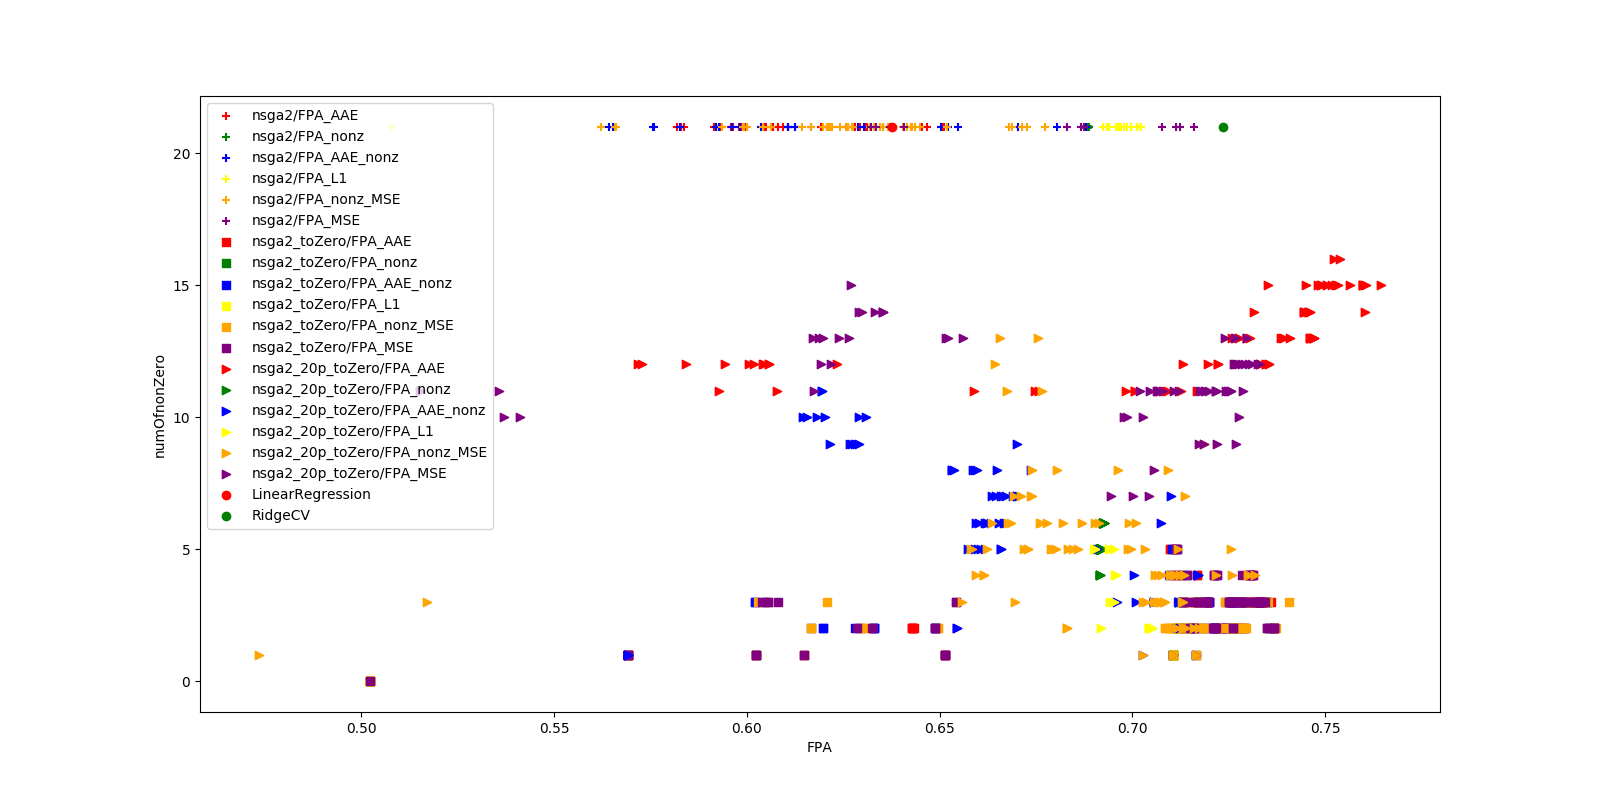 nsga2/FPA_AAE
nsga2/FPA_nonz
nsga2/FPA_AAE_nonz
nsga2/FPA_L1
nsga2/FPA_nonz_MSE
nsga2/FPA_MSE
nsga2_toZero/FPA_AAE
nsga2_toZero/FPA_nonz
nsga2_toZero/FPA_AAE_nonz
nsga2_toZero/FPA_L1
nsga2_toZero/FPA_nonz_MSE
nsga2_toZero/FPA_MSE
nsga2_20p_toZero/FPA_AAE
nsga2_20p_toZero/FPA_nonz
nsga2_20p_toZero/FPA_AAE_nonz
nsga2_20p_toZero/FPA_L1
nsga2_20p_toZero/FPA_nonz_MSE
nsga2_20p_toZero/FPA_MSE
LinearRegression
RidgeCV
numOfnonZero
20
15
10
5
0
0.50 0.55 0.60 0.65 0.70 0.75
FPA